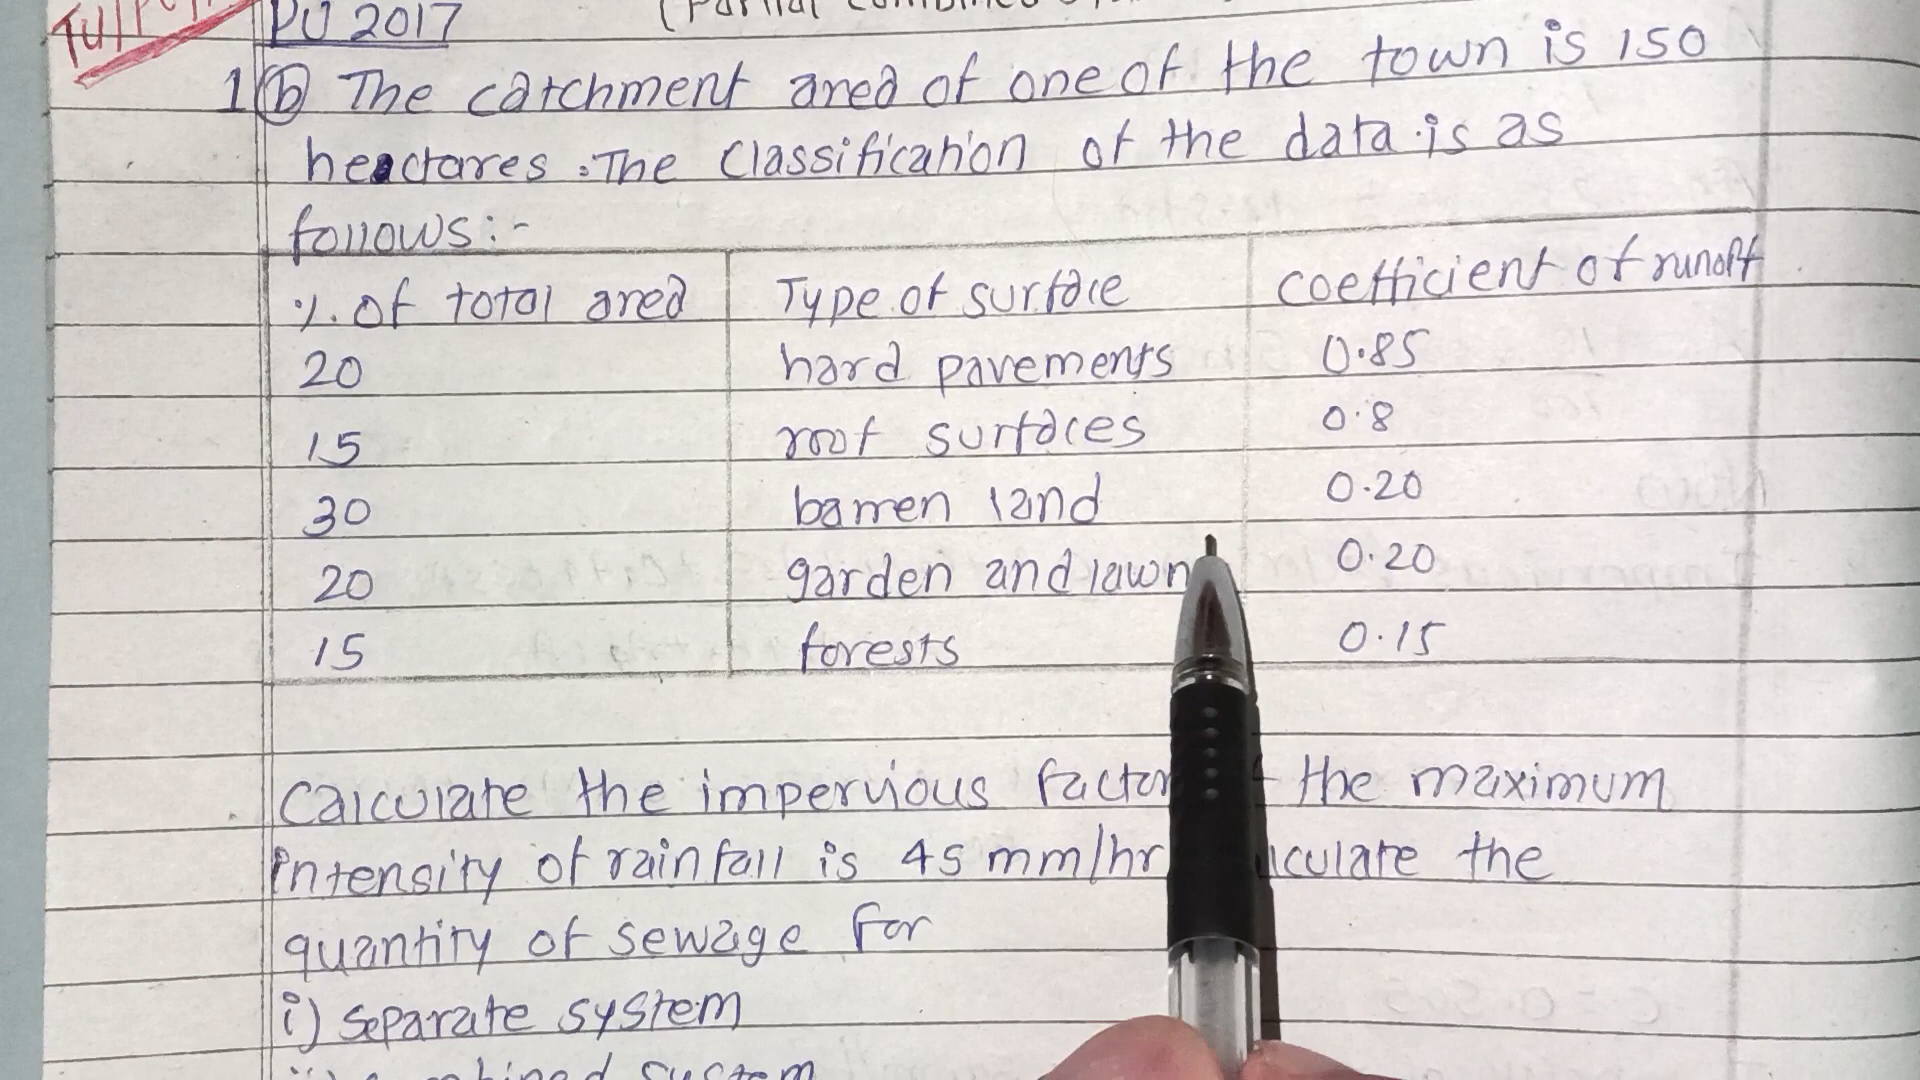 PU 2017
1(b) The catchment area of one of the town is 150
hectares. The classification of the data is as
follows:-
%. of total area Type of surface coefficient of runoff
20 hard pavements 0.85
15 roof surfaces 0.8
30 barren land 0.20
20 garden and lawn 0.20
15 forests 0.15
calculate the impervious factor the maximum
intensity of rainfall is 45 mm/hr the
quantity of sewage for
i) separate system
system